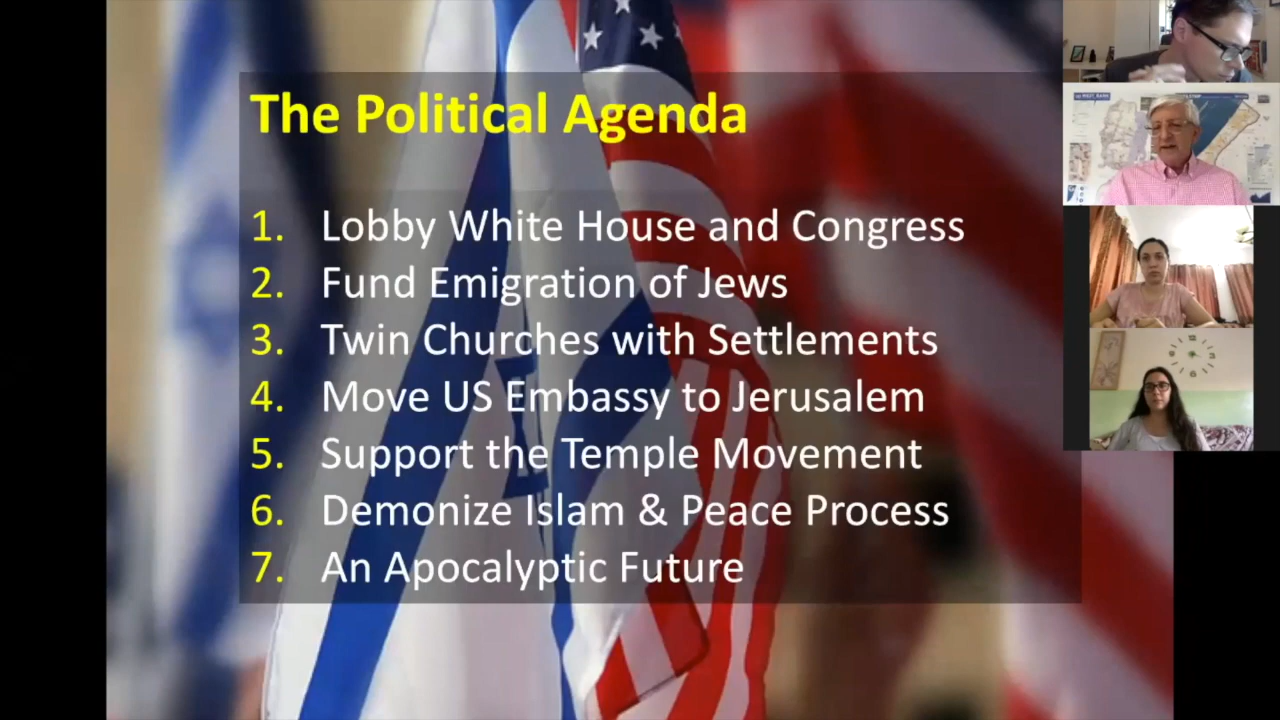 The Political Agenda
1. Lobby White House and Congress
2. Fund Emigration of Jews
3. Twin Churches with Settlements
4. Move US Embassy to Jerusalem
5. Support the Temple Movement
6. Demonize Islam & Peace Process
7. An Apocalyptic Future